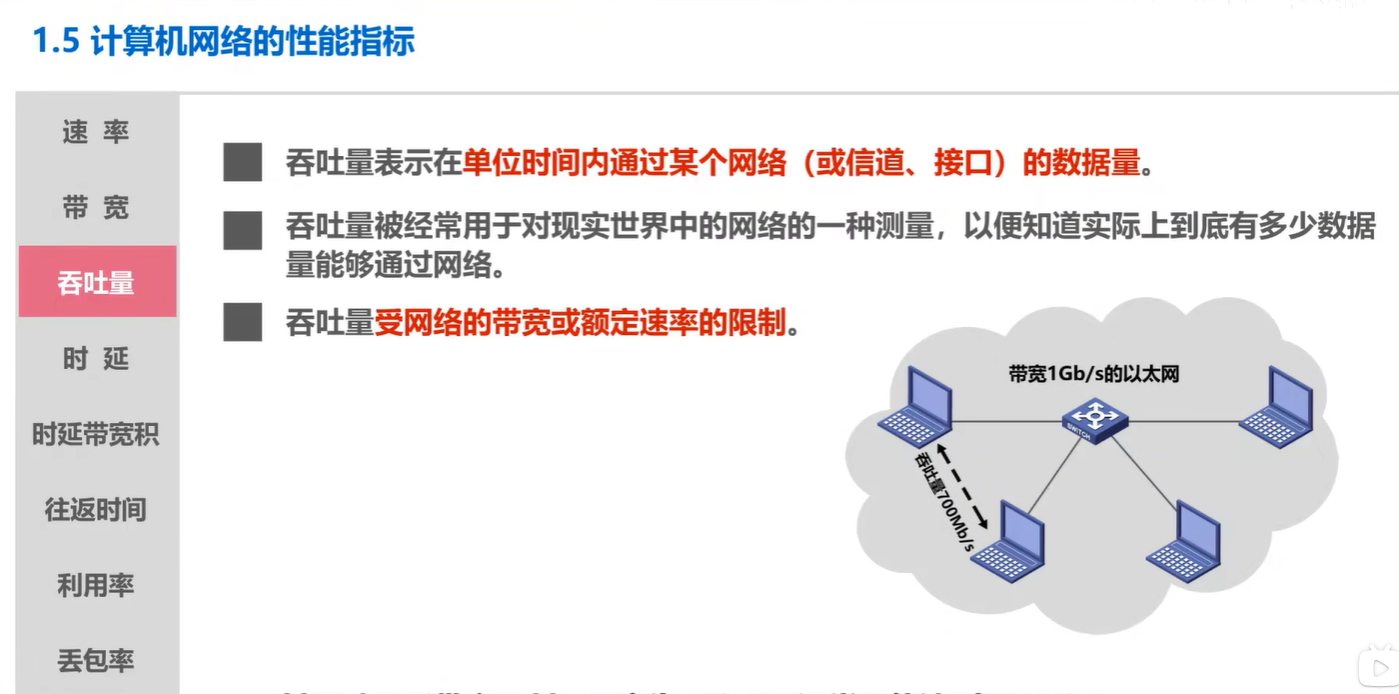 1.5 计算机网络的性能指标
速 率
带 宽
吞吐量
时 延
时延带宽积
往返时间
利用率
丢包率
吞吐量表示在单位时间内通过某个网络（或信道、接口）的数据量。
吞吐量被经常用于对现实世界中的网络的一种测量，以便知道实际上到底有多少数据
量能够通过网络。
吞吐量受网络的带宽或额定速率的限制。
带宽1Gb/s的以太网
SWITCH
吞吐量700Mb/s